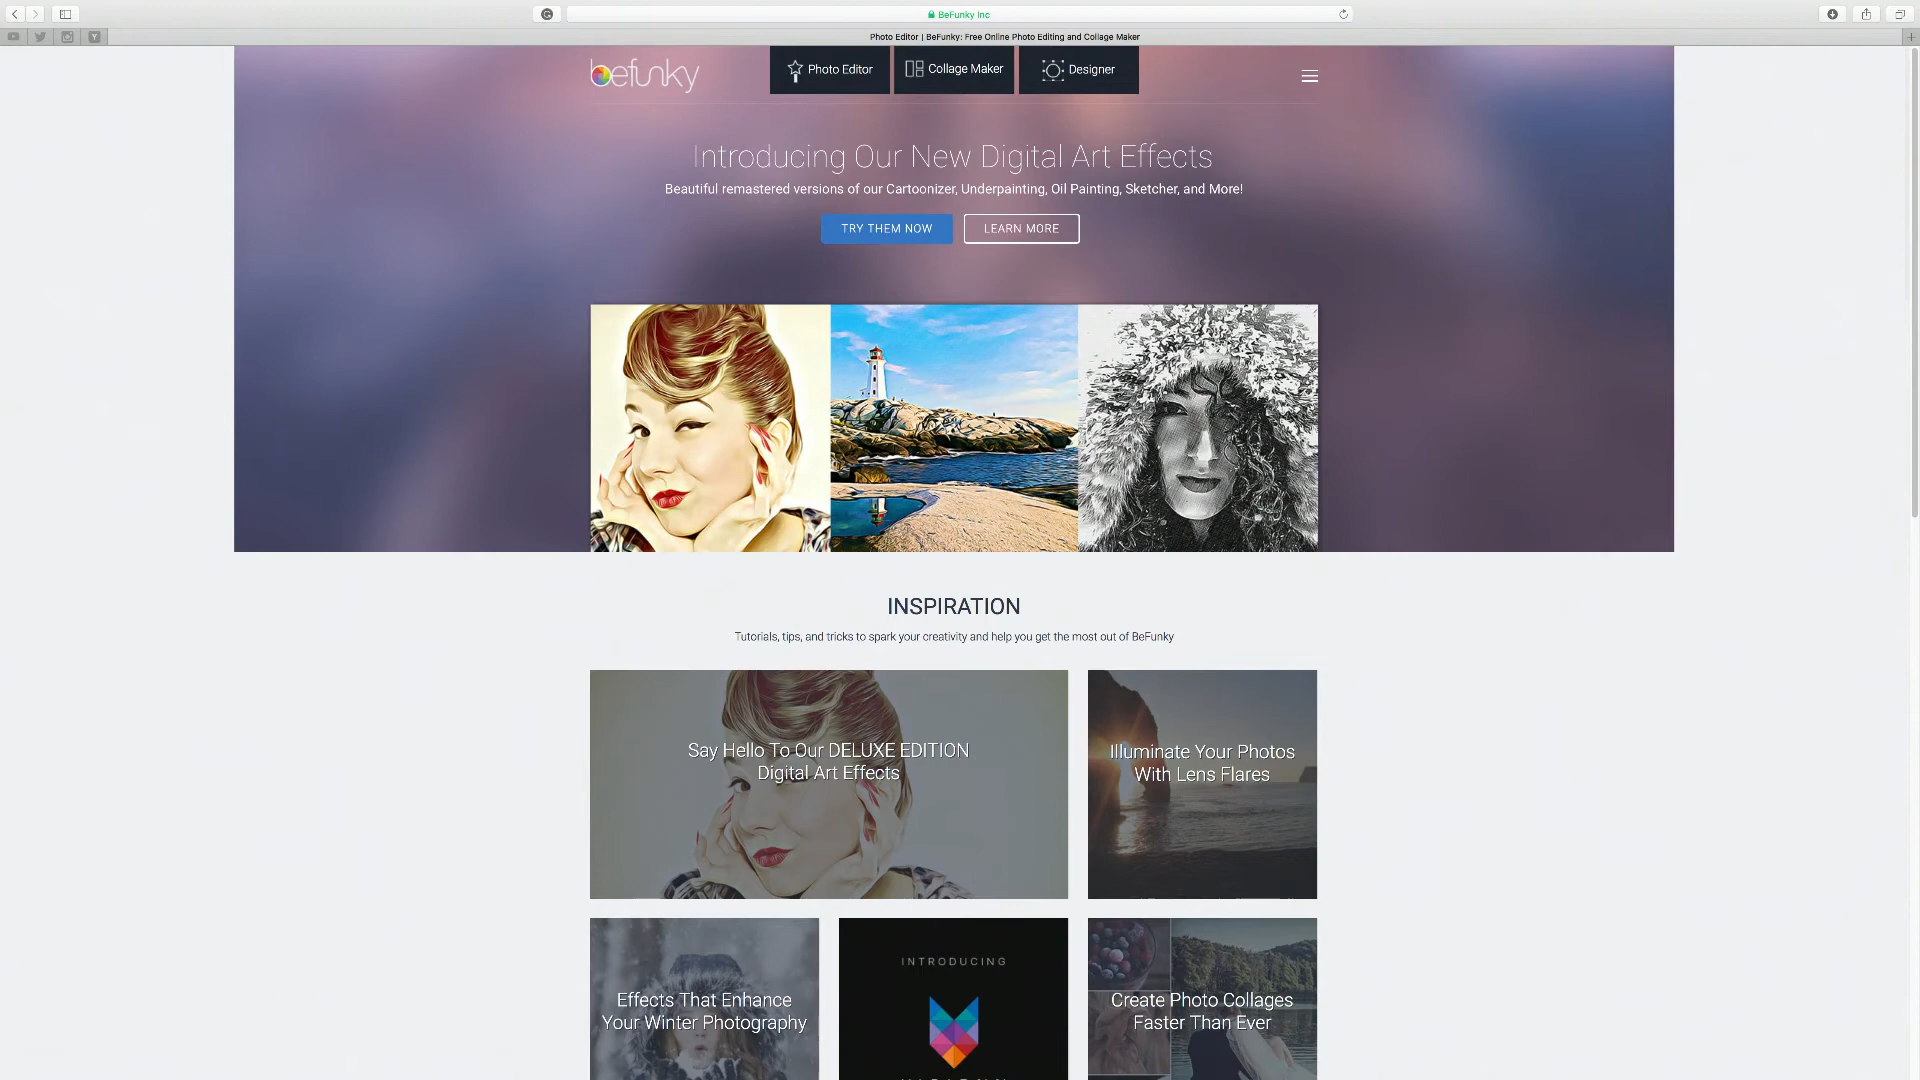 BeFunky Inc
Photo Editor | BeFunky: Free Online Photo Editing and Collage Maker
befunky
Photo Editor
Collage Maker
Designer
Introducing Our New Digital Art Effects
Beautiful remastered versions of our Cartoonizer, Underpainting, Oil Painting, Sketcher, and More!
TRY THEM NOW
LEARN MORE
INSPIRATION
Tutorials, tips, and tricks to spark your creativity and help you get the most out of BeFunky
Say Hello To Our DELUXE EDITION
Digital Art Effects
Illuminate Your Photos
With Lens Flares
Effects That Enhance
Your Winter Photography
INTRODUCING
Create Photo Collages
Faster Than Ever